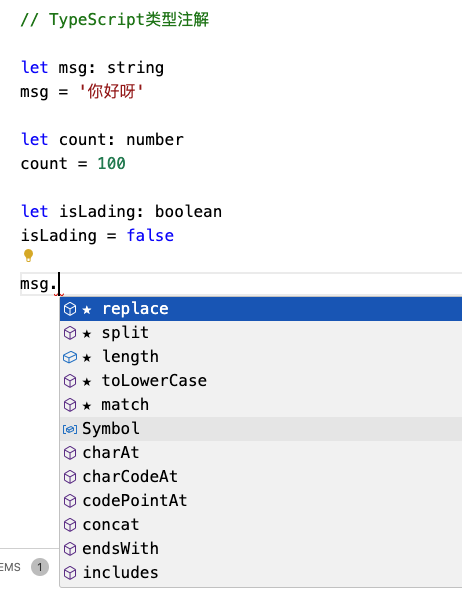 // TypeScript类型注解
let msg: string
msg = '你好呀'
let count: number
count = 100
let isLading: boolean
isLading = false
msg.
★ replace
★ split
★ length
★ toLowerCase
★ match
Symbol
charAt
charCodeAt
codePointAt
concat
endsWith
EMS 1
includes